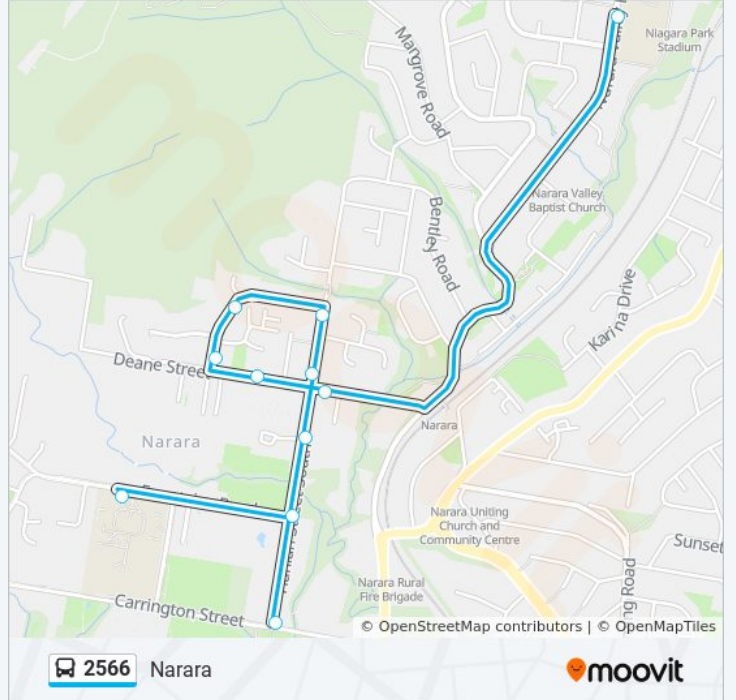 Niagara Park
Stadium
Mangrove Road
Narara Valley
Baptist Church
Bentley Road
Karina Drive
Deane Street
Narara
Narara
Narara Uniting
Church and
Community Centre
Sunset
Road
Narara Rural
Fire Brigade
Carrington Street
© OpenStreetMap contributors | © OpenMapTiles
2566 Narara
moovit